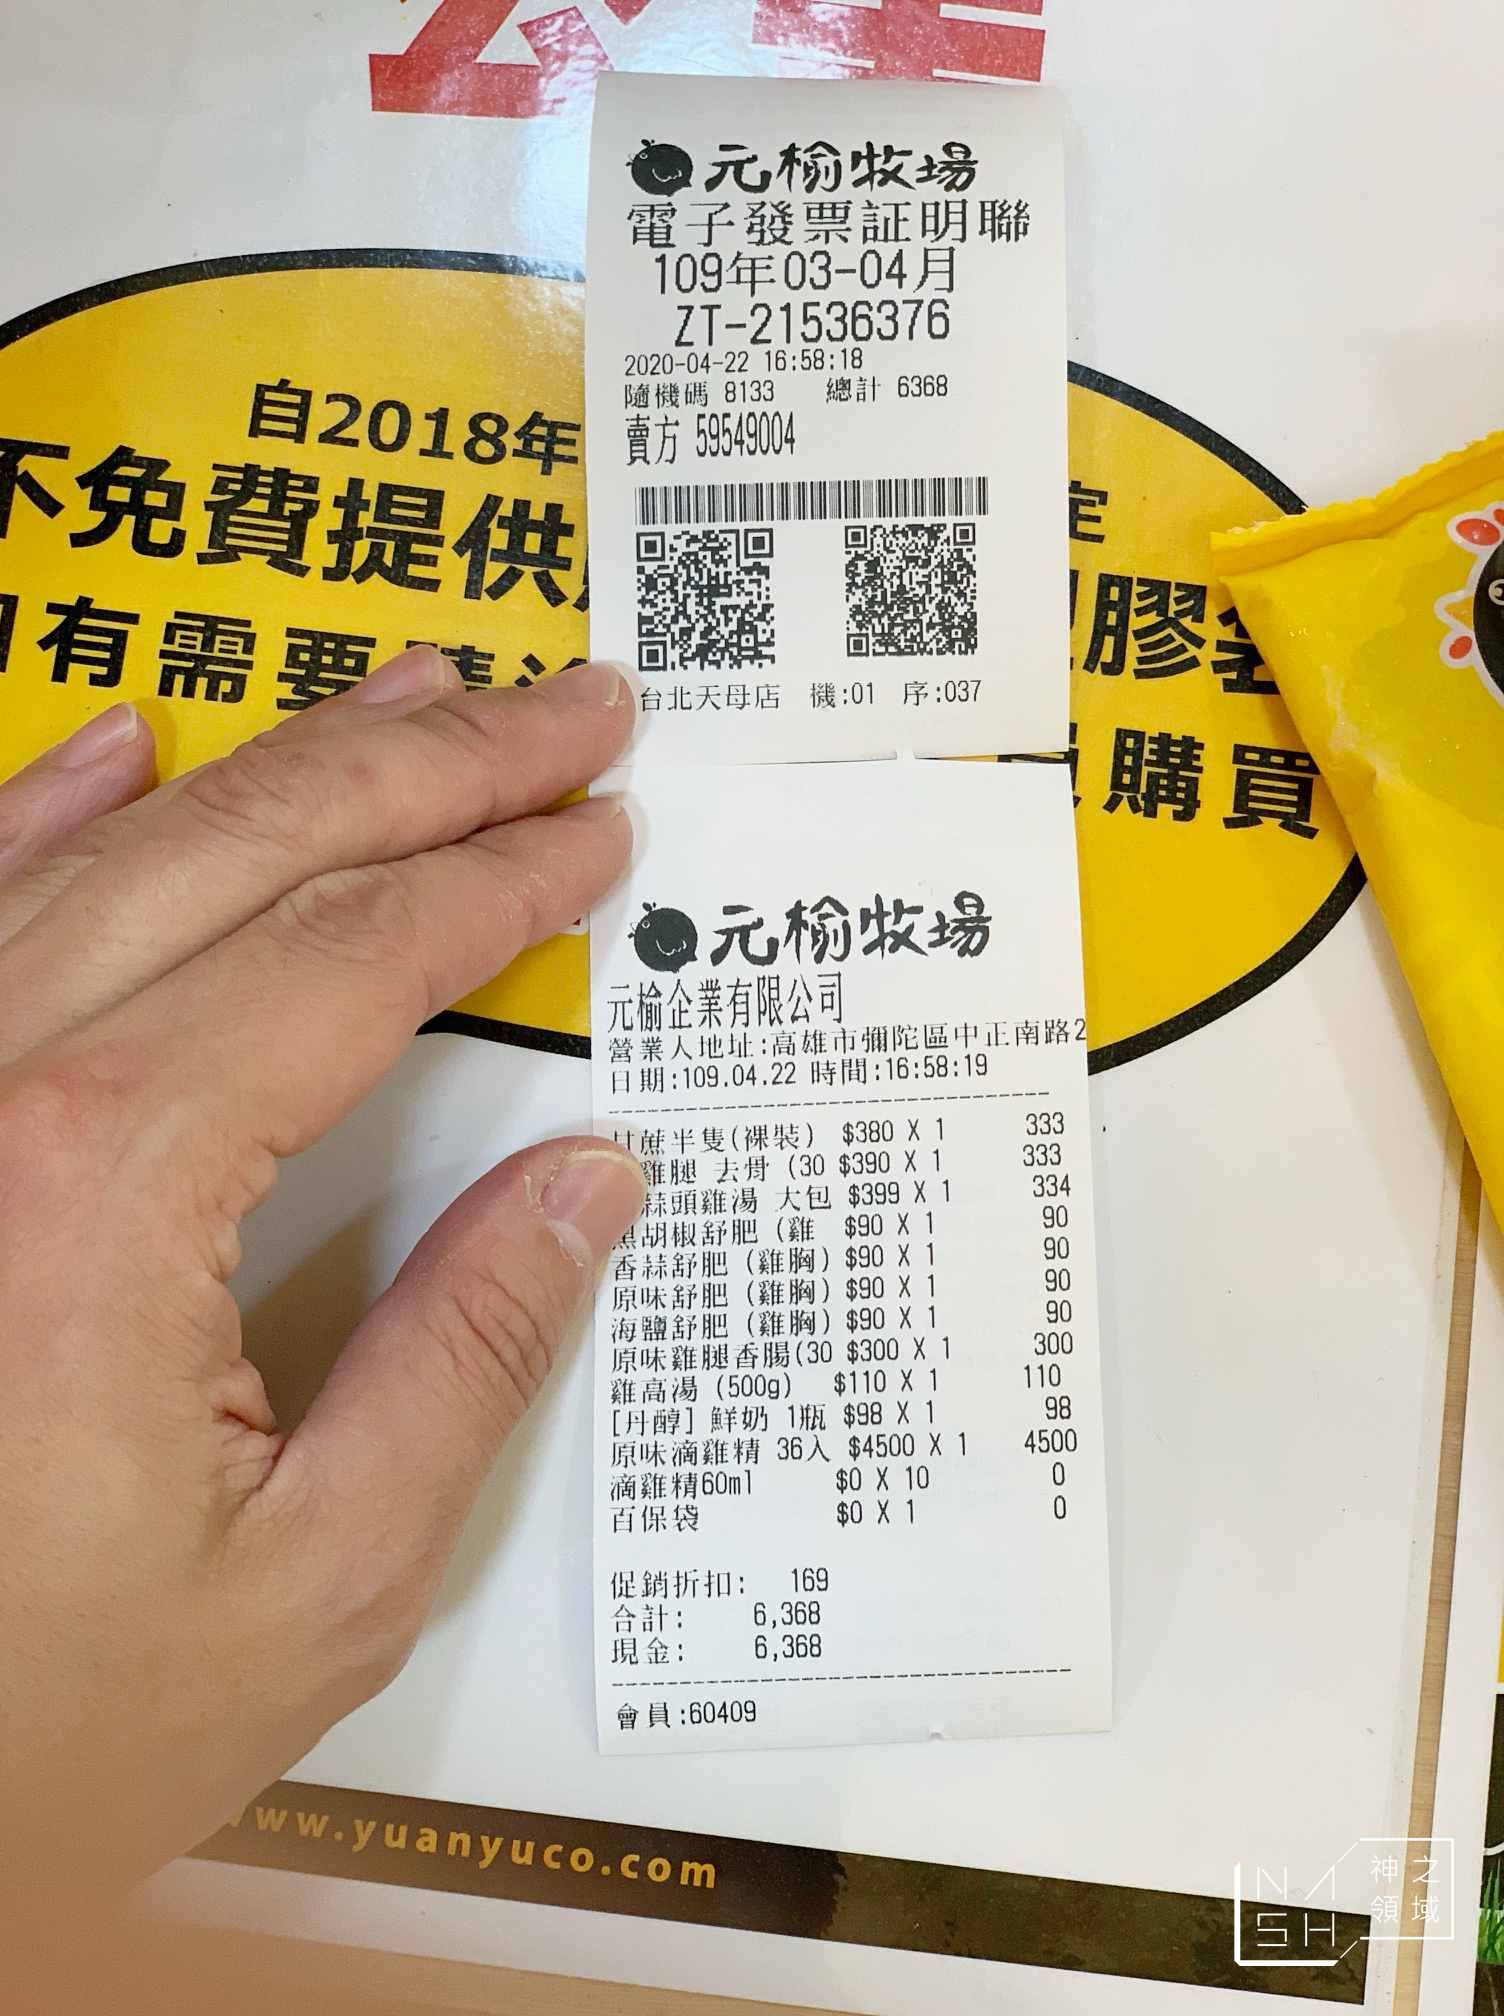 元榆牧場
電子發票証明聯
109年03-04月
ZT-21536376
2020-04-22 16:58:18
隨機碼 8133 總計 6368
賣方 59549004
台北天母店 機:01 序:037
自2018年
定
不免費提供
膠
有需要
購買
元榆牧場
元榆企業有限公司
營業人地址:高雄市彌陀區中正南路2
日期:109.04.22 時間:16:58:19
甘蔗半隻(裸裝) $380 X 1 333
雞腿 去骨 (30 $390 X 1 333
蒜頭雞湯 大包 $399 X 1 334
黑胡椒舒肥 (雞 $90 X 1 90
香蒜舒肥 (雞胸) $90 X 1 90
原味舒肥 (雞胸) $90 X 1 90
海鹽舒肥 (雞胸) $90 X 1 90
原味雞腿香腸(30 $300 X 1 300
雞高湯 (500g) $110 X 1 110
[丹醇] 鮮奶 1瓶 $98 X 1 98
原味滴雞精 36入 $4500 X 1 4500
滴雞精60ml $0 X 10 0
百保袋 $0 X 1 0
促銷折扣: 169
合計: 6,368
現金: 6,368
會員:60409
www.yuanyuco.com
NASH
神之
領域